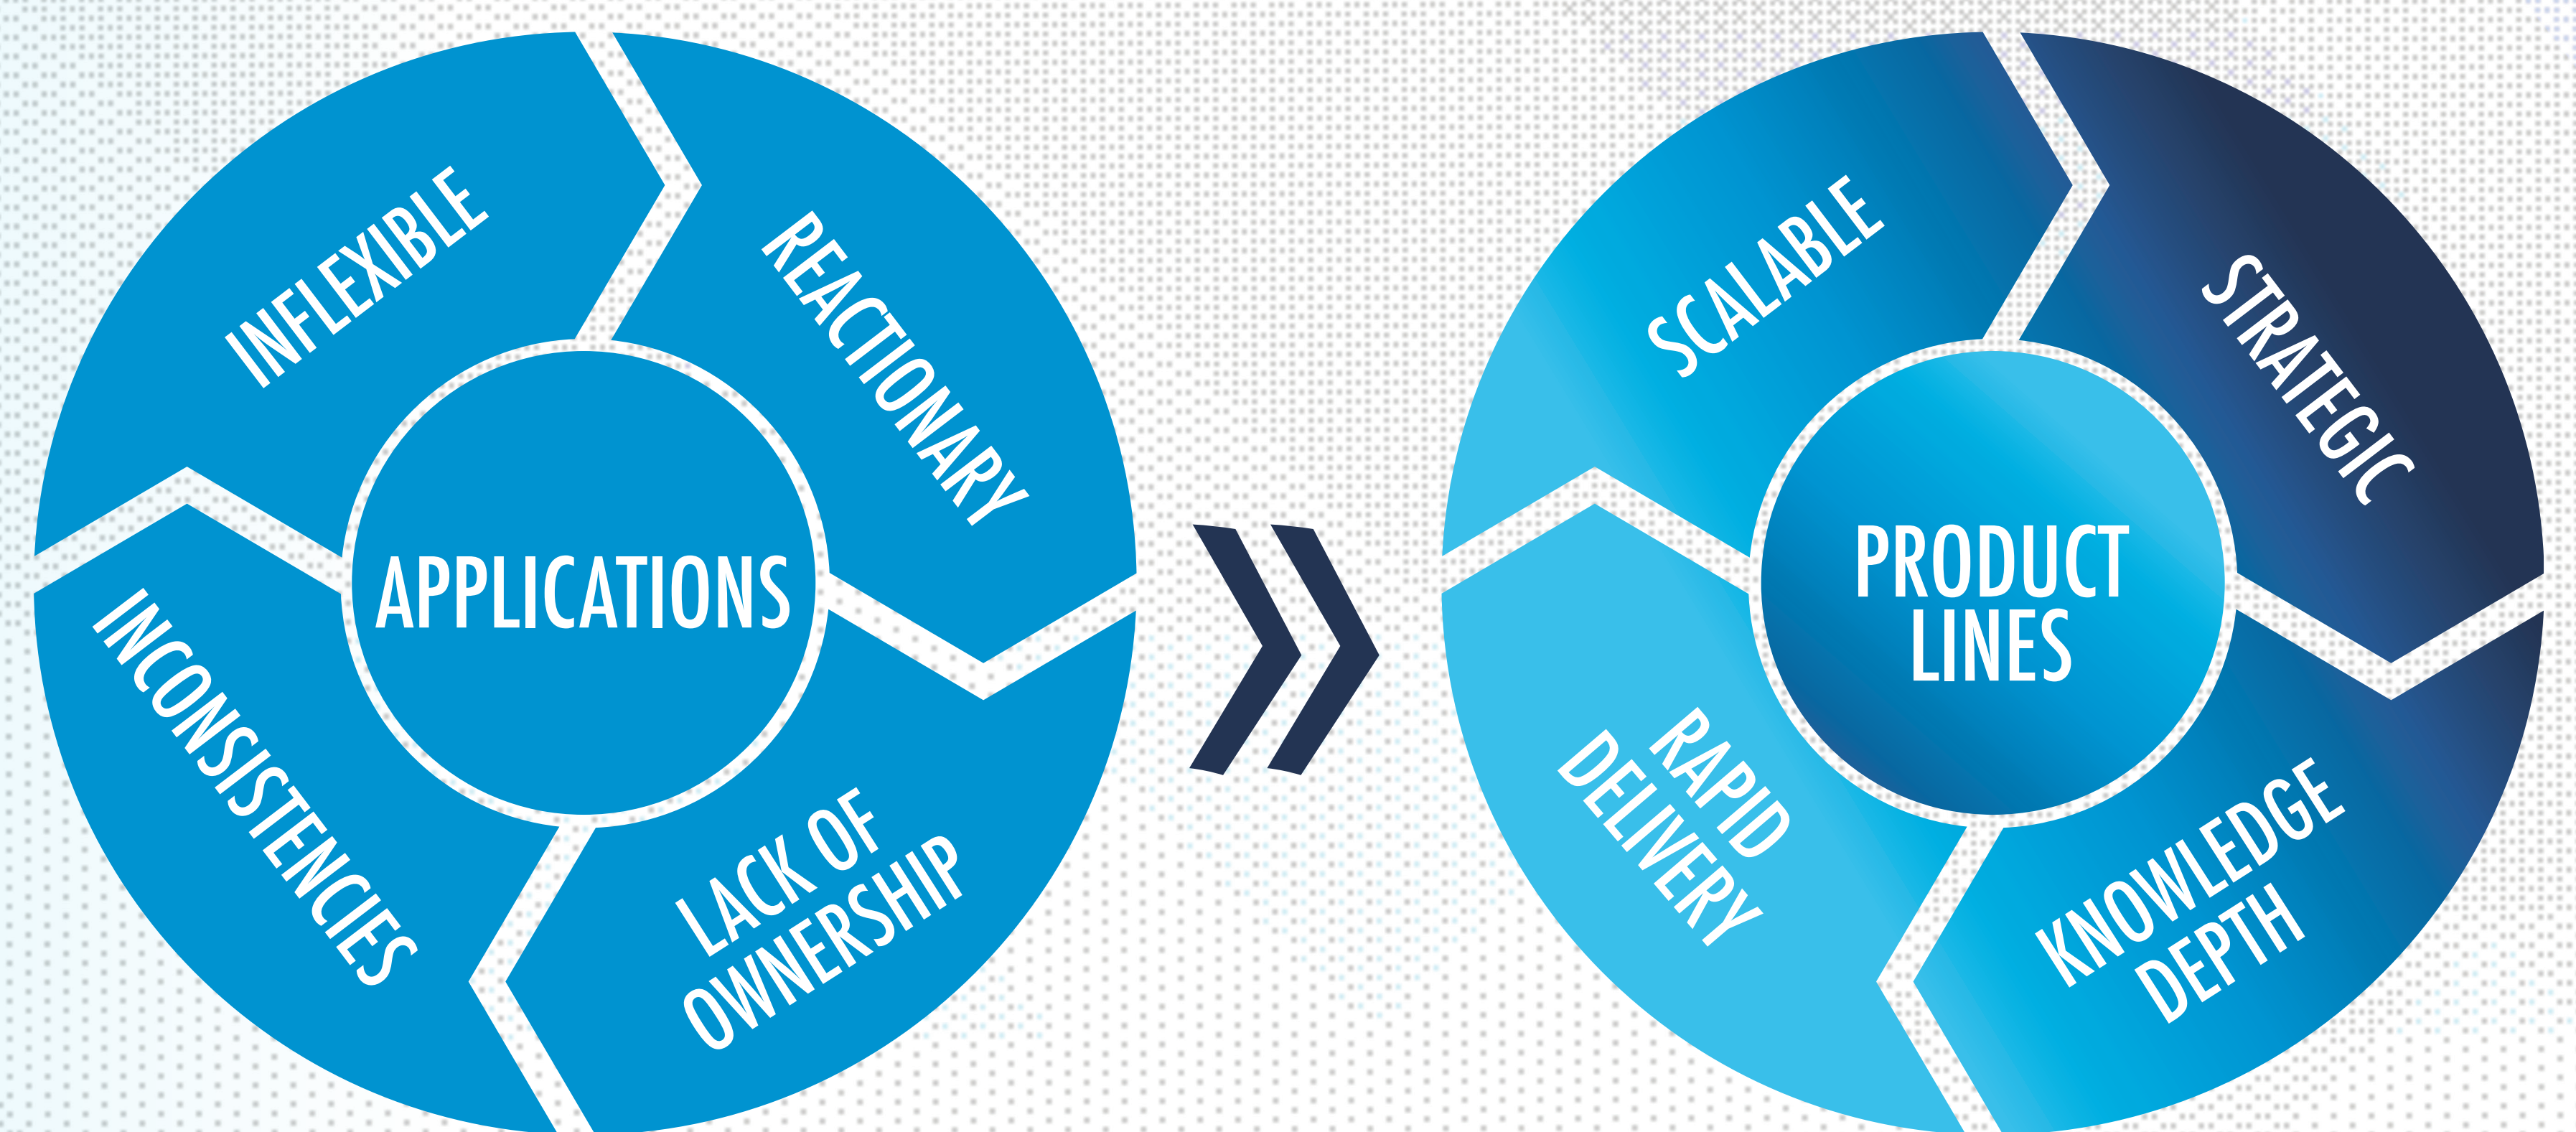 INFLEXIBLE
REACTIONARY
APPLICATIONS
INCONSISTENCIES
LACK OF
OWNERSHIP
SCALABLE
STRATEGIC
PRODUCT
LINES
RAPID
DELIVERY
KNOWLEDGE
DEPTH